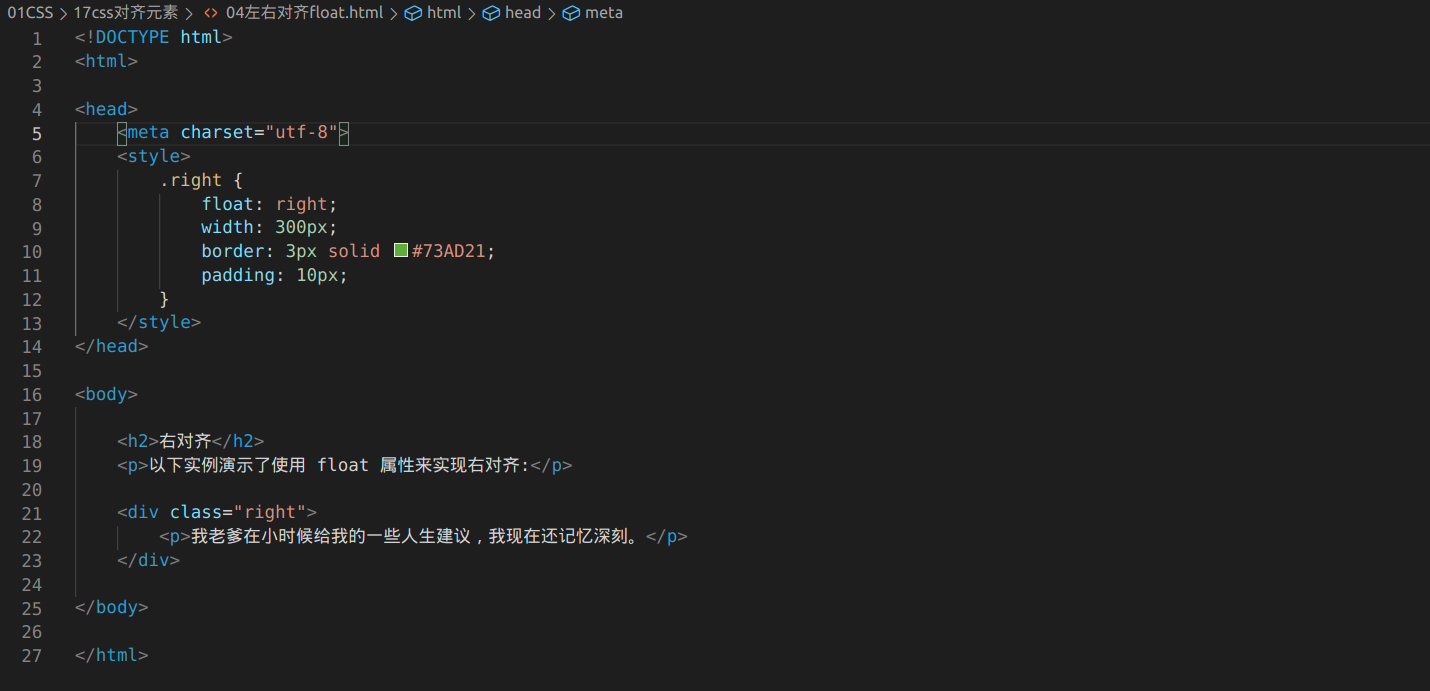 01CSS > 17css对齐元素 > <> 04左右对齐float.html > html > head > meta
1 <!DOCTYPE html>
2 <html>
3
4 <head>
5     <meta charset="utf-8">
6     <style>
7         .right {
8             float: right;
9             width: 300px;
10             border: 3px solid #73AD21;
11             padding: 10px;
12         }
13     </style>
14 </head>
15
16 <body>
17
18     <h2>右对齐</h2>
19     <p>以下实例演示了使用 float 属性来实现右对齐:</p>
20
21     <div class="right">
22         <p>我老爹在小时候给我的一些人生建议，我现在还记忆深刻。</p>
23     </div>
24
25 </body>
26
27 </html>